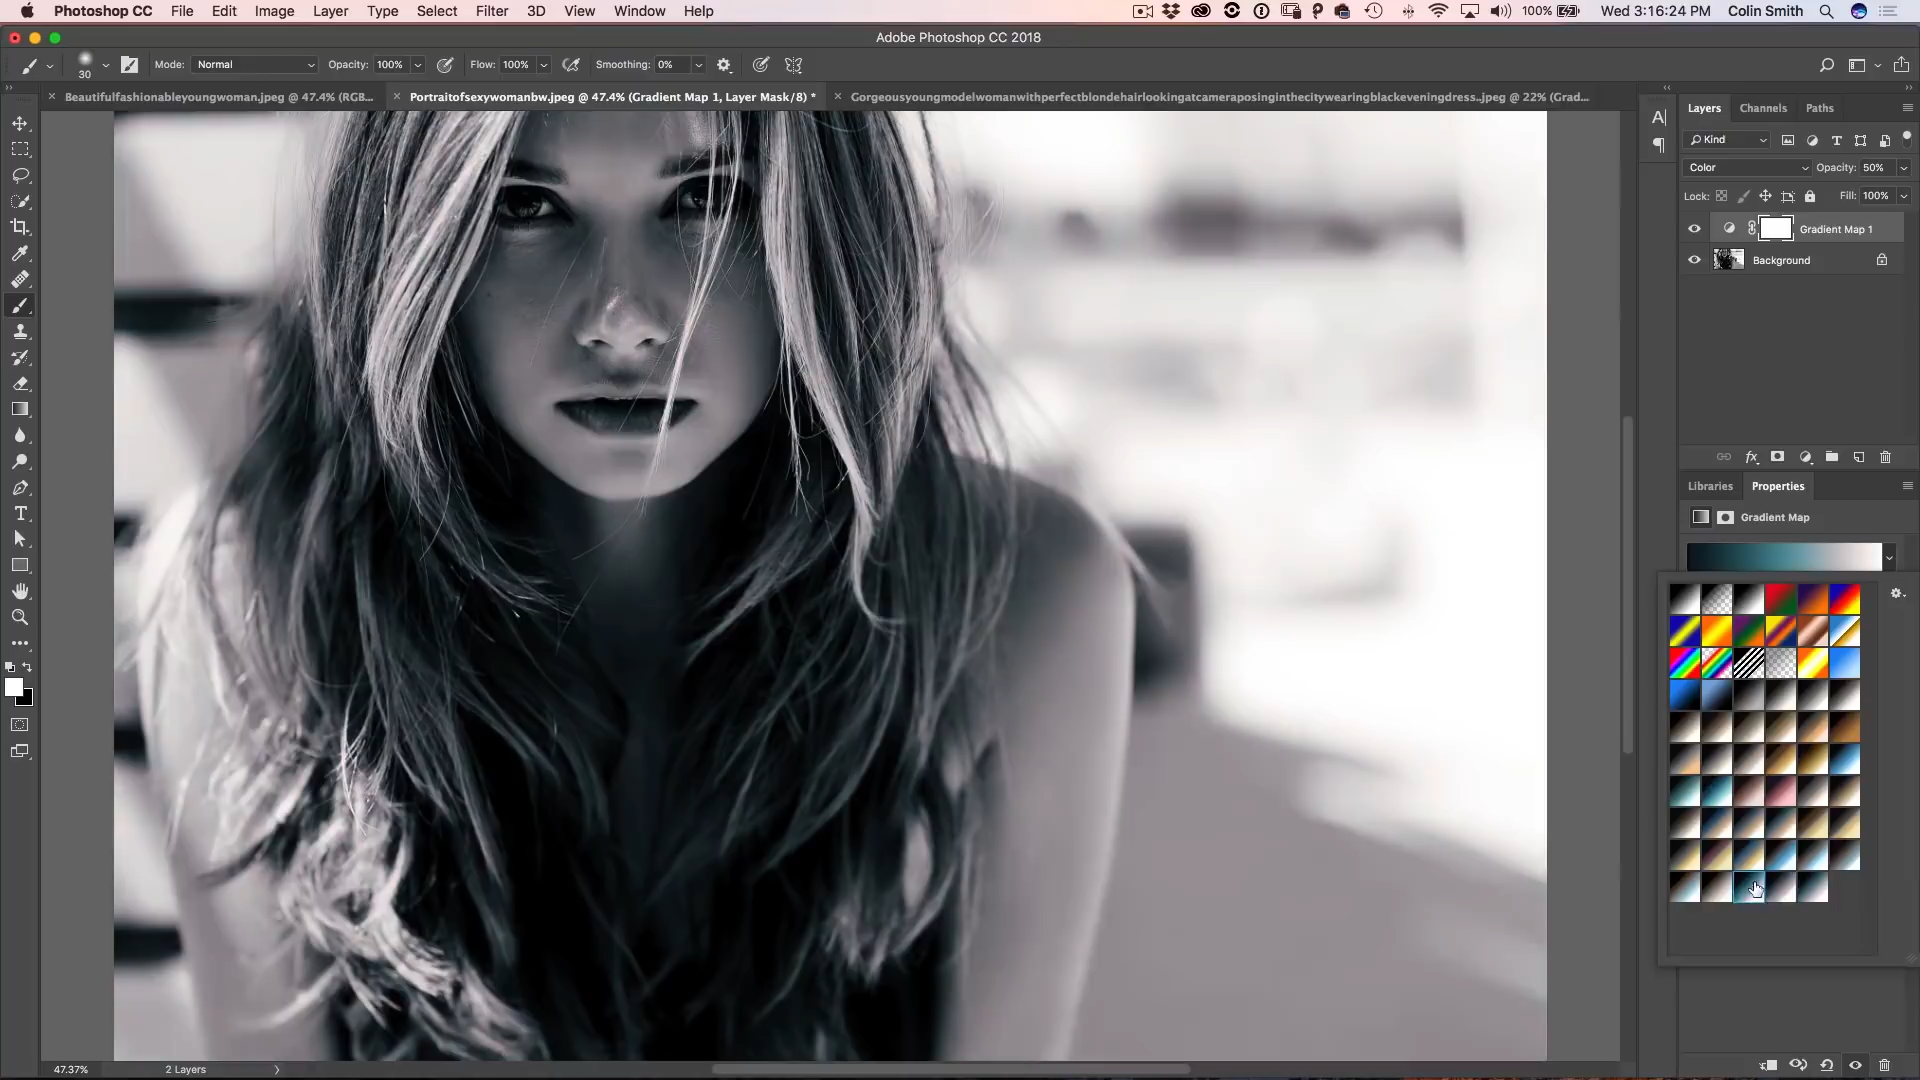 Photoshop CC File Edit Image Layer Type Select Filter 3D View Window Help 100% Wed 3:16:24 PM Colin Smith
Adobe Photoshop CC 2018
30 Mode: Normal Opacity: 100% Flow: 100% Smoothing: 0%
Beautifulfashionableyoungwoman.jpeg @ 47.4% (RGB... Portraitofsexywomanbw.jpeg @ 47.4% (Gradient Map 1, Layer Mask/8) * Gorgeousyoungmodelwomanwithperfectblondehairlookingatcameraposinginthecitywearingblackeveningdress..jpeg @ 22% (Grad...
Layers Channels Paths
Kind
Color Opacity: 50%
Lock: Fill: 100%
Gradient Map 1
Background
Libraries Properties
Gradient Map
47.37% 2 Layers